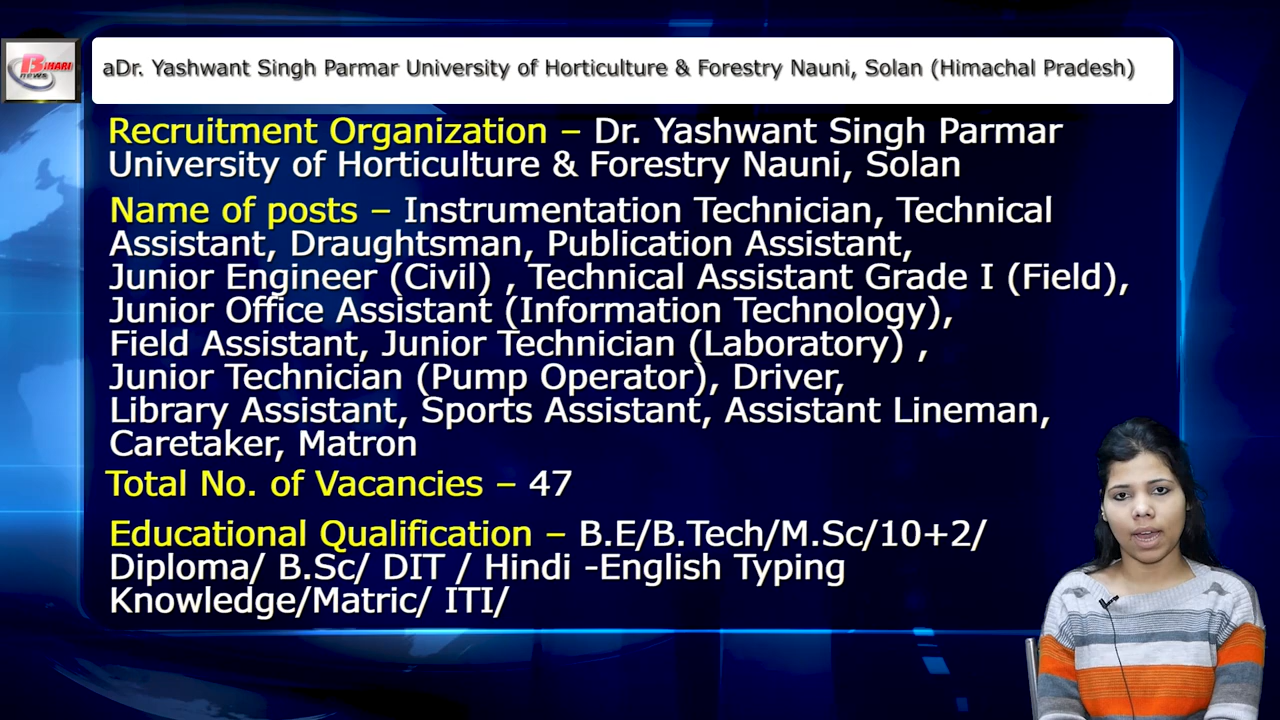 BIHARI
news
aDr. Yashwant Singh Parmar University of Horticulture & Forestry Nauni, Solan (Himachal Pradesh)
Recruitment Organization – Dr. Yashwant Singh Parmar
University of Horticulture & Forestry Nauni, Solan
Name of posts – Instrumentation Technician, Technical
Assistant, Draughtsman, Publication Assistant,
Junior Engineer (Civil) , Technical Assistant Grade I (Field),
Junior Office Assistant (Information Technology),
Field Assistant, Junior Technician (Laboratory) ,
Junior Technician (Pump Operator), Driver,
Library Assistant, Sports Assistant, Assistant Lineman,
Caretaker, Matron
Total No. of Vacancies – 47
Educational Qualification – B.E/B.Tech/M.Sc/10+2/
Diploma/ B.Sc/ DIT / Hindi -English Typing
Knowledge/Matric/ ITI/